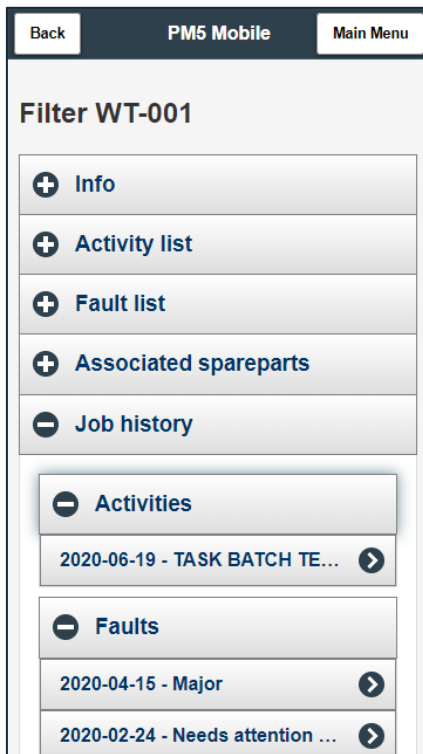 Back PM5 Mobile Main Menu
Filter WT-001
Info
Activity list
Fault list
Associated spareparts
Job history
Activities
2020-06-19 - TASK BATCH TE...
Faults
2020-04-15 - Major
2020-02-24 - Needs attention ...